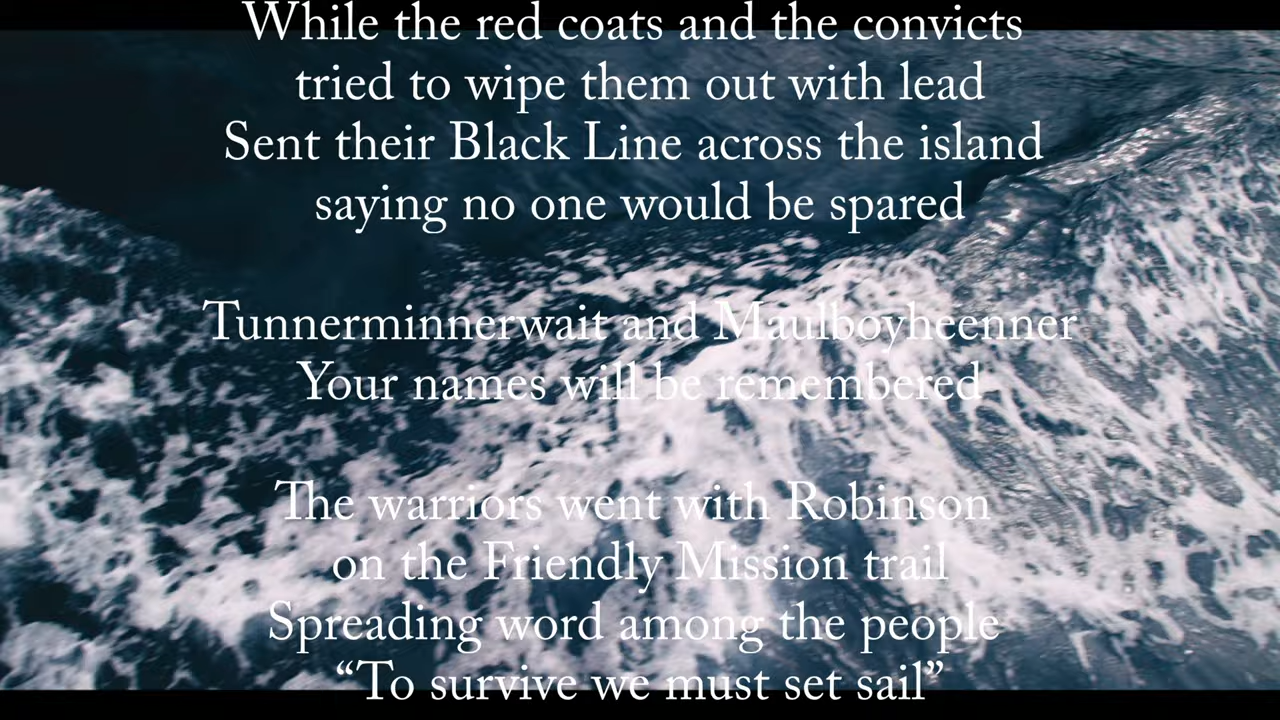 While the red coats and the convicts
tried to wipe them out with lead
Sent their Black Line across the island
saying no one would be spared
Tunnerminnerwait and Maulboyheenner
Your names will be remembered
The warriors went with Robinson
on the Friendly Mission trail
Spreading word among the people
“To survive we must set sail”